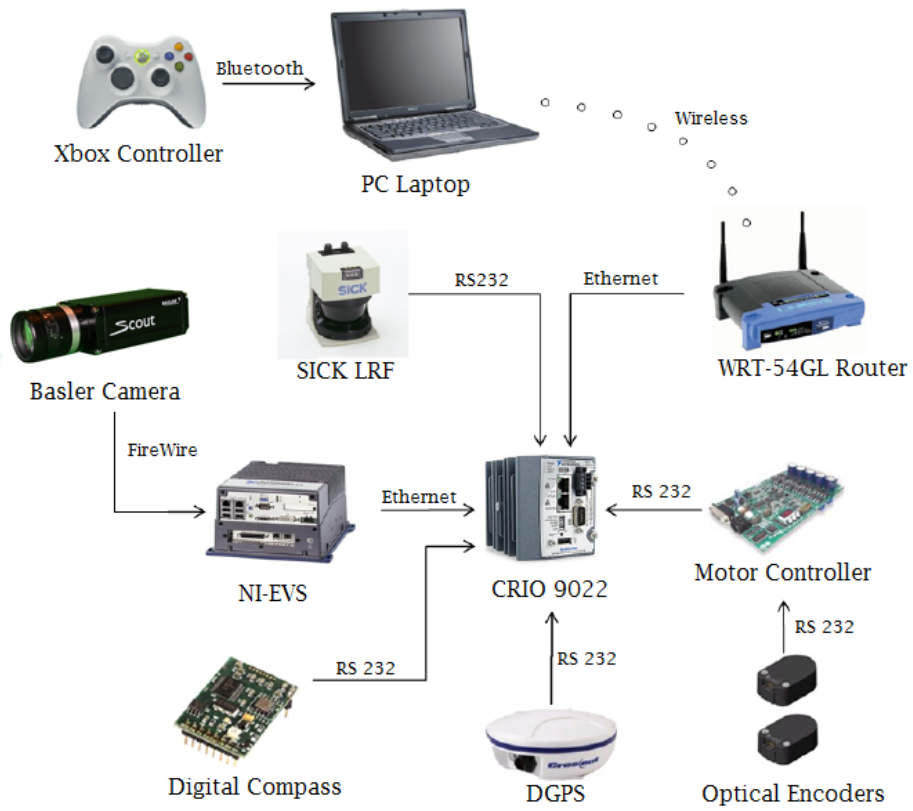 Bluetooth
Xbox Controller
PC Laptop
Wireless
SICK
RS232
Ethernet
SICK LRF
WRT-54GL Router
Scout
Basler Camera
FireWire
Ethernet
RS 232
NI-EVS
CRIO 9022
Motor Controller
RS 232
RS 232
RS 232
Crescent
Digital Compass
DGPS
Optical Encoders